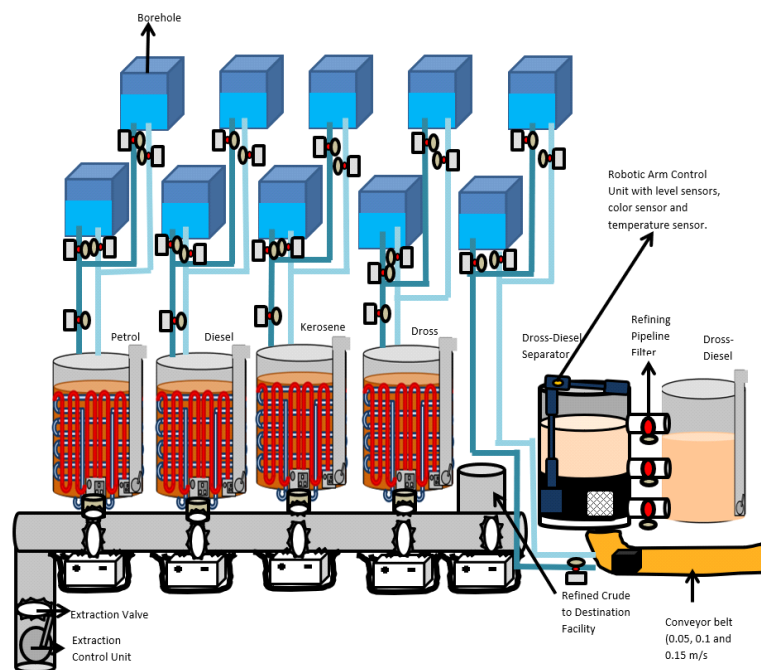 Borehole
Robotic Arm Control
Unit with level sensors,
color sensor and
temperature sensor.
Petrol
Diesel
Kerosene
Dross
Dross-Diesel
Separator
Refining
Pipeline
Filter
Dross-
Diesel
Extraction Valve
Extraction
Control Unit
Refined Crude
to Destination
Facility
Conveyor belt
(0.05, 0.1 and
0.15 m/s